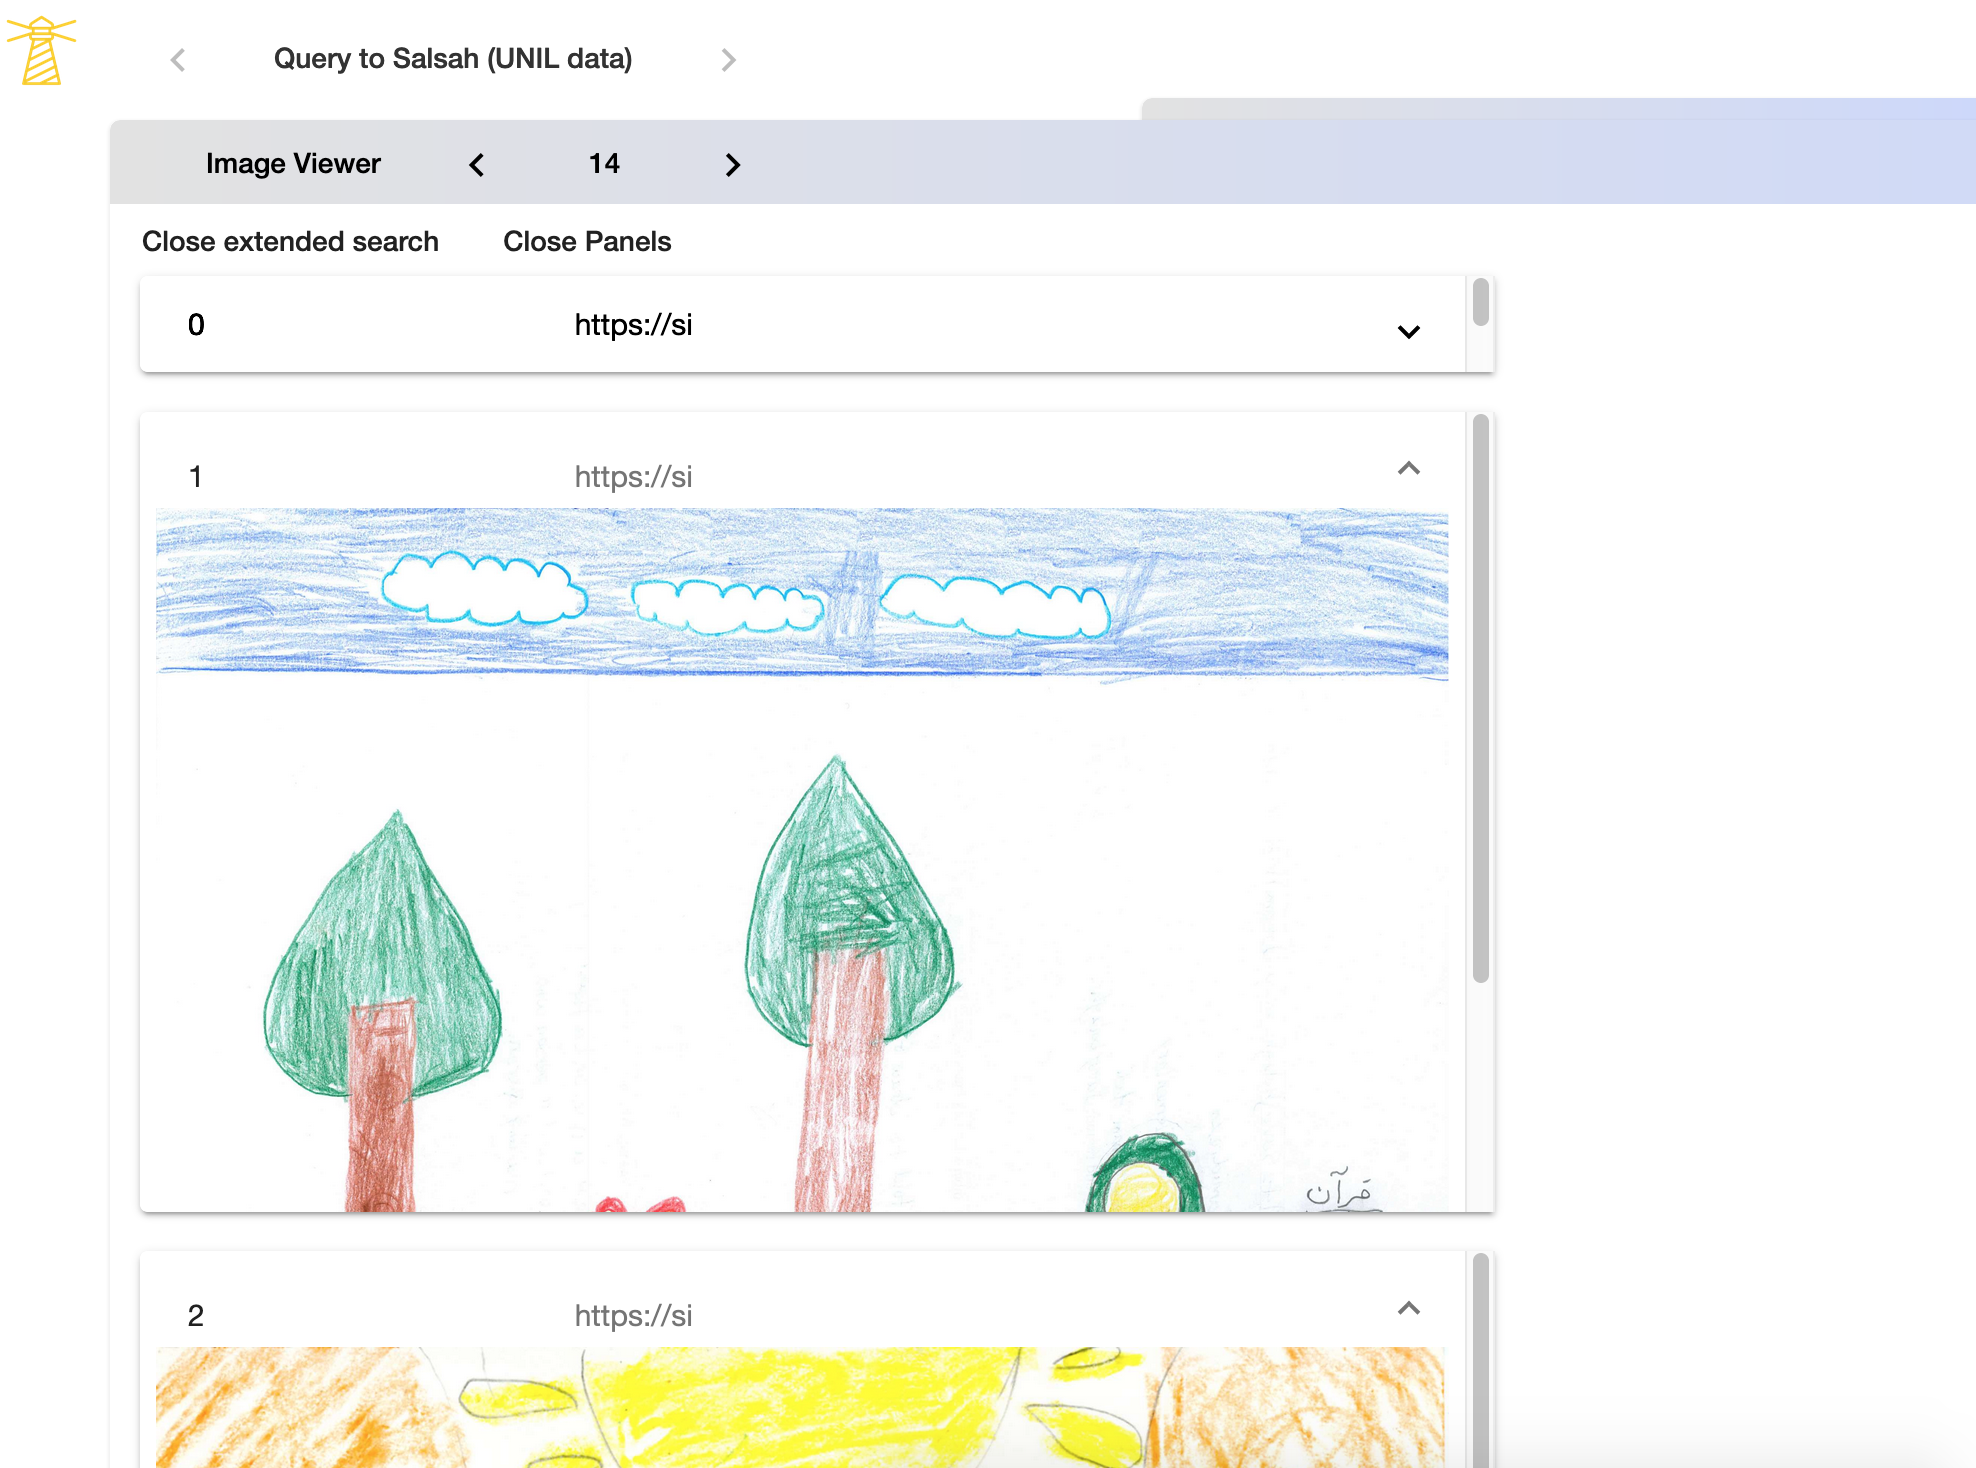 Query to Salsah (UNIL data)
Image Viewer 14
Close extended search Close Panels
0 https://si
1 https://si
قرآن
2 https://si